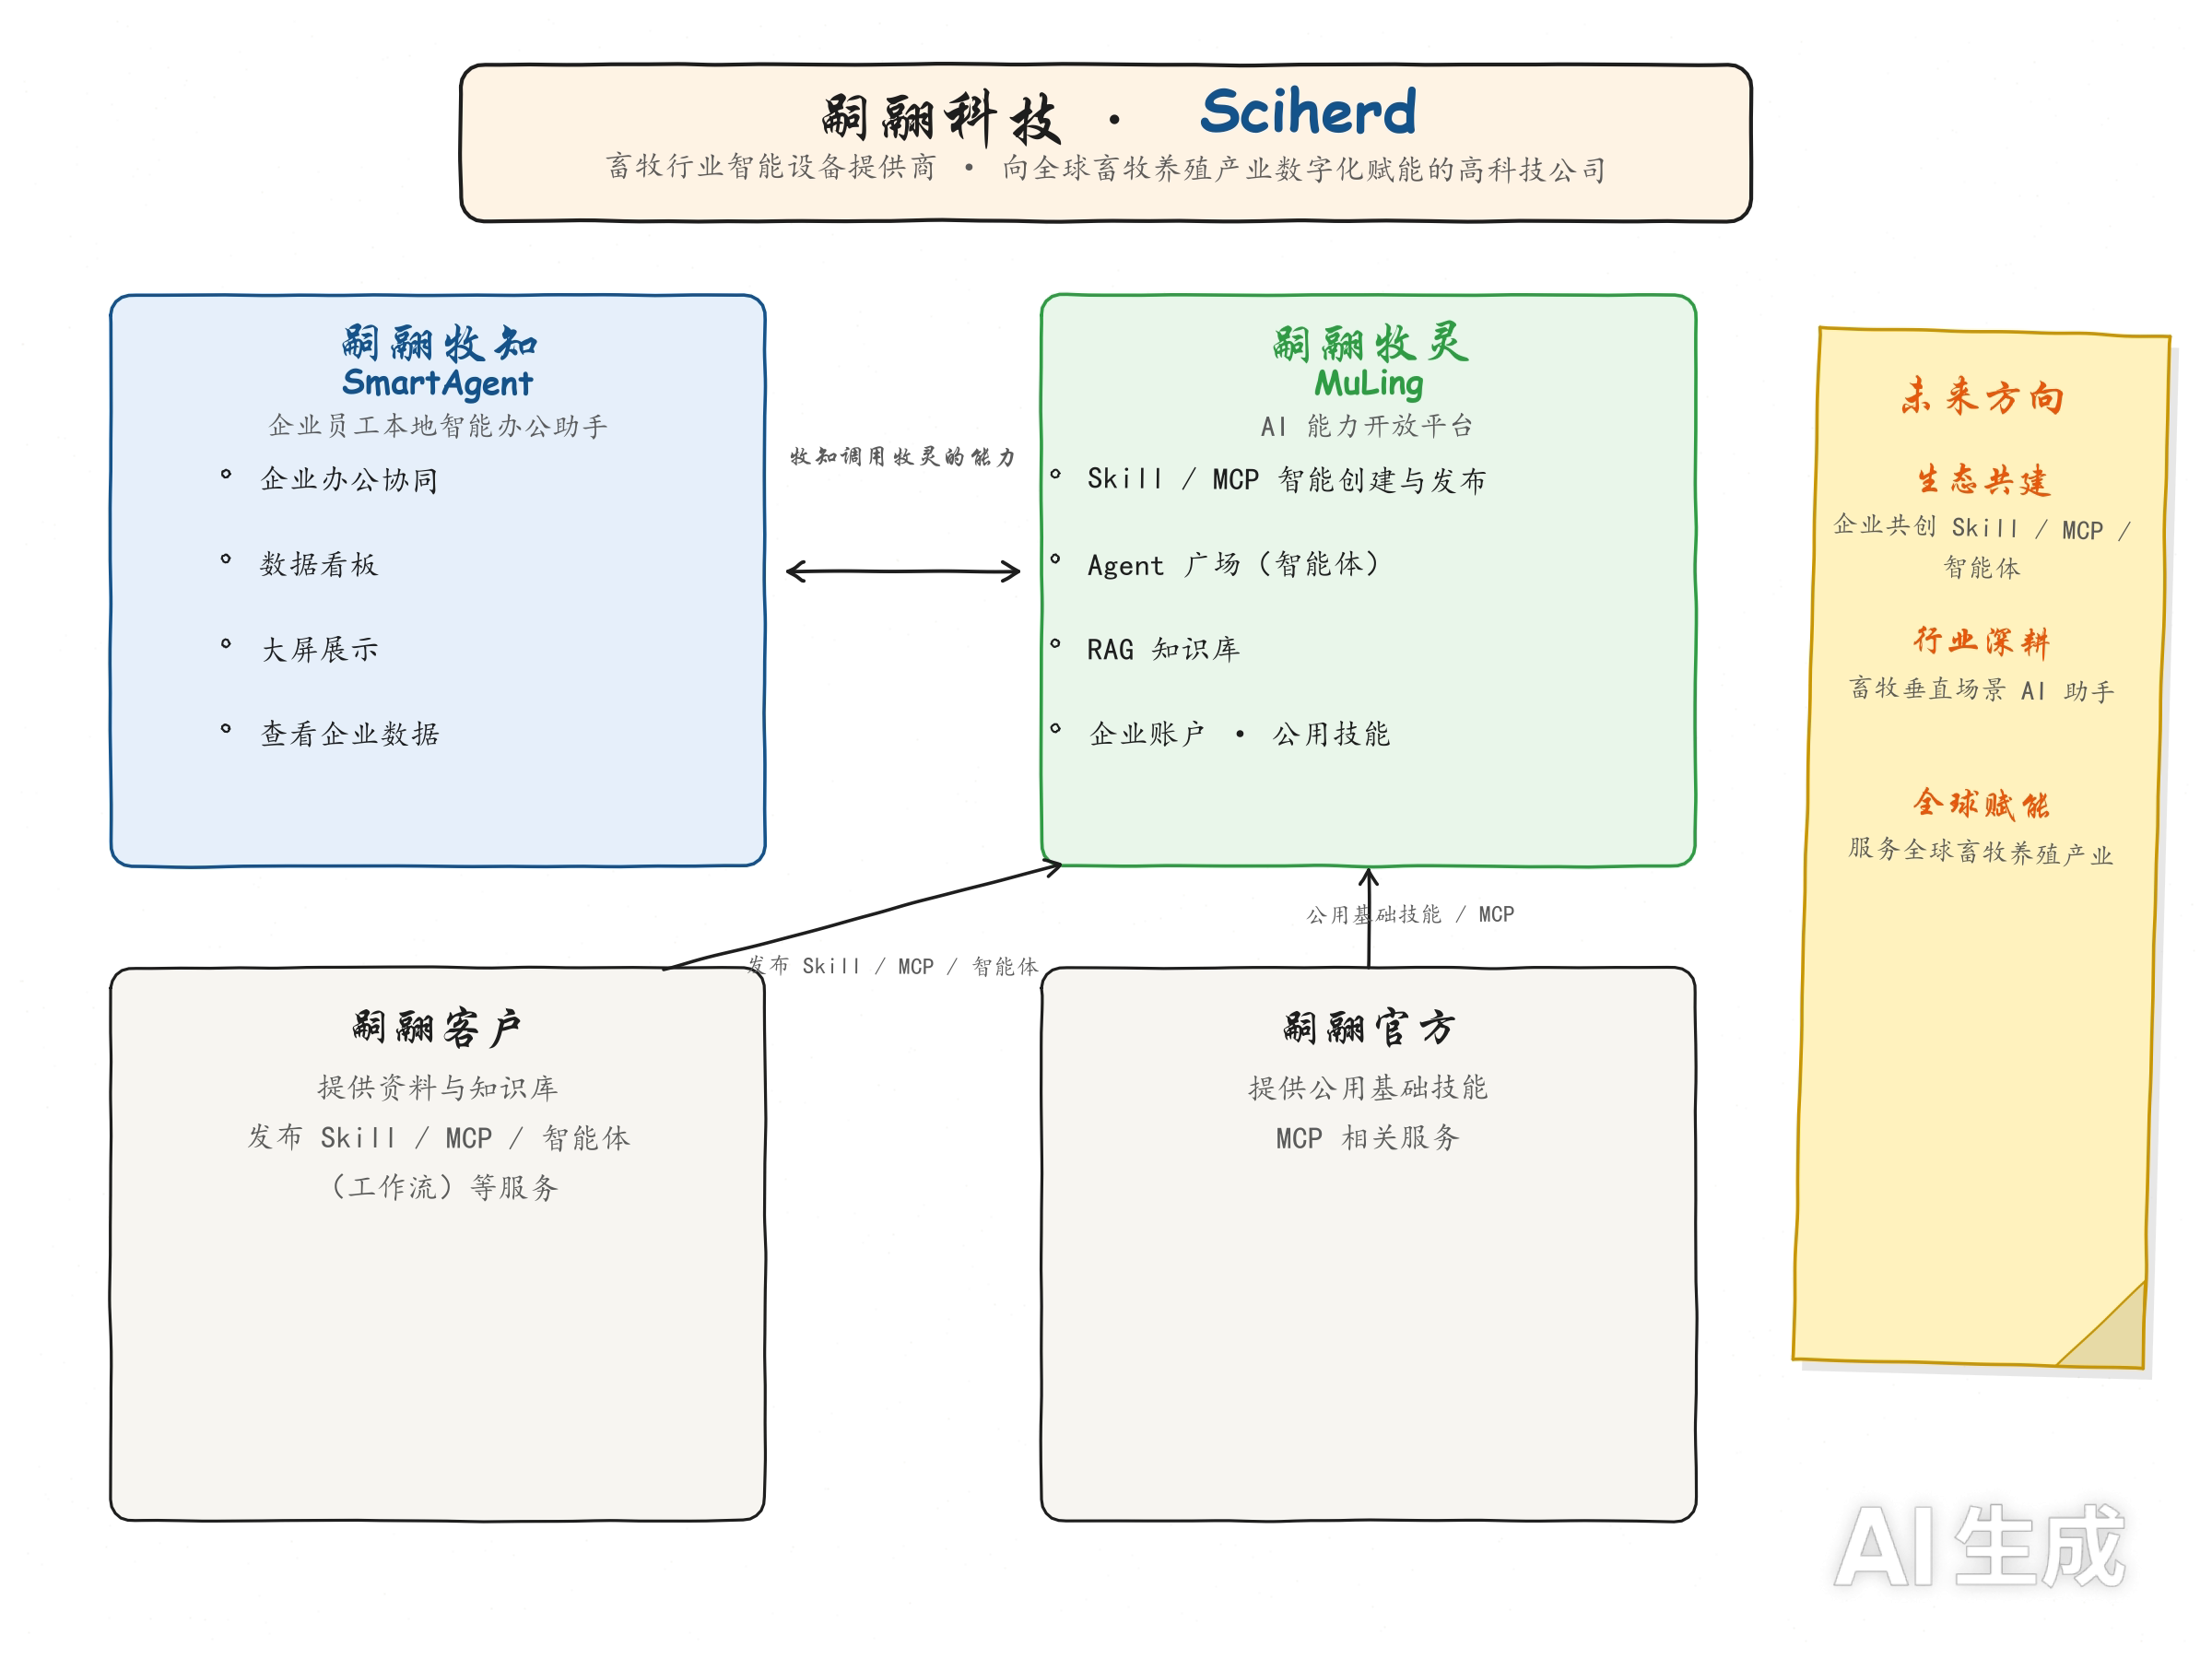 嗣翮科技 · Sciherd
畜牧行业智能设备提供商 · 向全球畜牧养殖产业数字化赋能的高科技公司
嗣翮牧知
SmartAgent
企业员工本地智能办公助手
企业办公协同
数据看板
大屏展示
查看企业数据
牧知调用牧灵的能力
嗣翮牧灵
MuLing
AI 能力开放平台
Skill / MCP 智能创建与发布
Agent 广场（智能体）
RAG 知识库
企业账户 · 公用技能
未来方向
生态共建
企业共创 Skill / MCP /
智能体
行业深耕
畜牧垂直场景 AI 助手
全球赋能
服务全球畜牧养殖产业
公用基础技能 / MCP
发布 Skill / MCP / 智能体
嗣翮客户
提供资料与知识库
发布 Skill / MCP / 智能体
（工作流）等服务
嗣翮官方
提供公用基础技能
MCP 相关服务
AI 生成